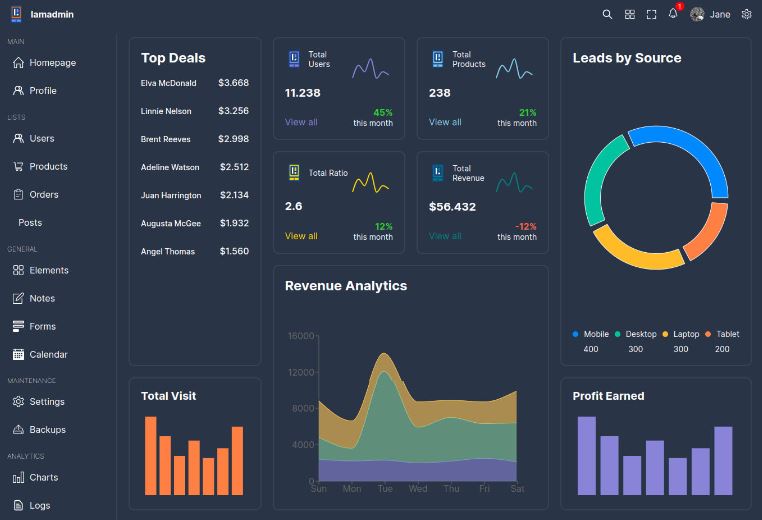 lamadmin
1
Jane
MAIN
Homepage
Profile
LISTS
Users
Products
Orders
Posts
GENERAL
Elements
Notes
Forms
Calendar
MAINTENANCE
Settings
Backups
ANALYTICS
Charts
Logs
Top Deals
Elva McDonald $3.668
Linnie Nelson $3.256
Brent Reeves $2.998
Adeline Watson $2.512
Juan Harrington $2.134
Augusta McGee $1.932
Angel Thomas $1.560
Total
Users
11.238
45%
View all this month
Total
Products
238
21%
View all this month
Total Ratio
2.6
12%
View all this month
Total
Revenue
$56.432
-12%
View all this month
Leads by Source
Mobile Desktop Laptop Tablet
400 300 300 200
Revenue Analytics
16000
12000
8000
4000
0
Sun Mon Tue Wed Thu Fri Sat
Total Visit
Profit Earned